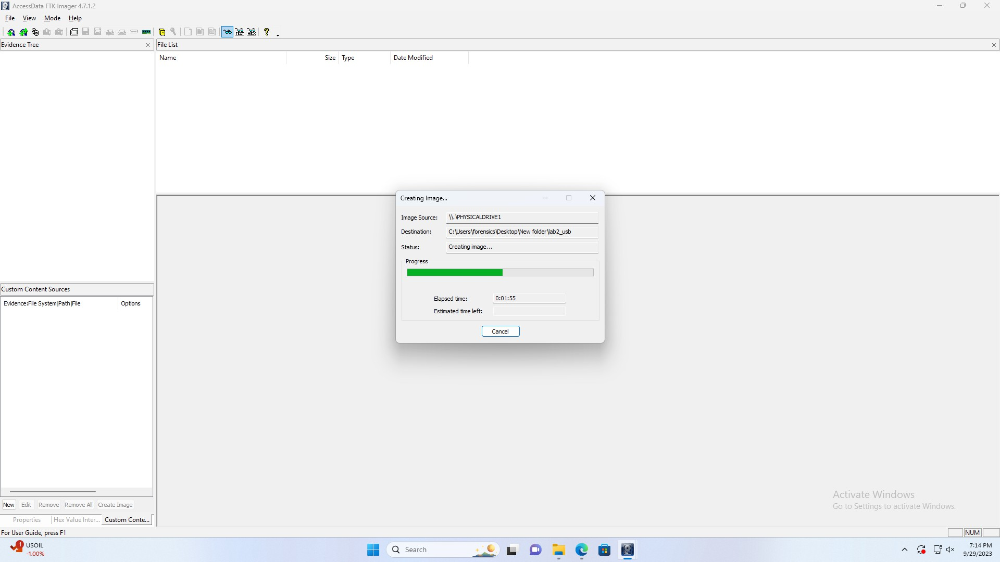 AccessData FTK Imager 4.7.1.2
File View Mode Help
TEXT HEX
Evidence Tree
File List
Name Size Type Date Modified
Creating Image...
Image Source: \\.\PHYSICALDRIVE1
Destination: C:\Users\forensics\Desktop\New folder\lab2_usb
Status: Creating image...
Progress
Elapsed time: 0:01:55
Estimated time left:
Cancel
Custom Content Sources
Evidence:File System|Path|File Options
New Edit Remove Remove All Create Image
Properties Hex Value Inter... Custom Conte...
Activate Windows
Go to Settings to activate Windows.
For User Guide, press F1
NUM
1
USOIL
-1.00%
Search
7:14 PM
9/29/2023